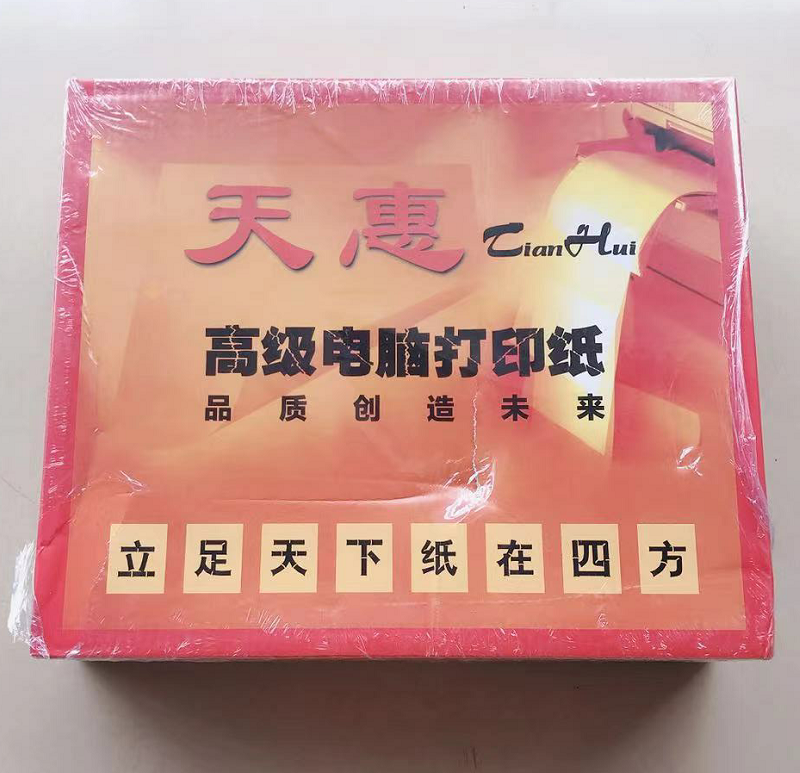 天惠 TianHui
高级电脑打印纸
品质创造未来
立足天下纸在四方